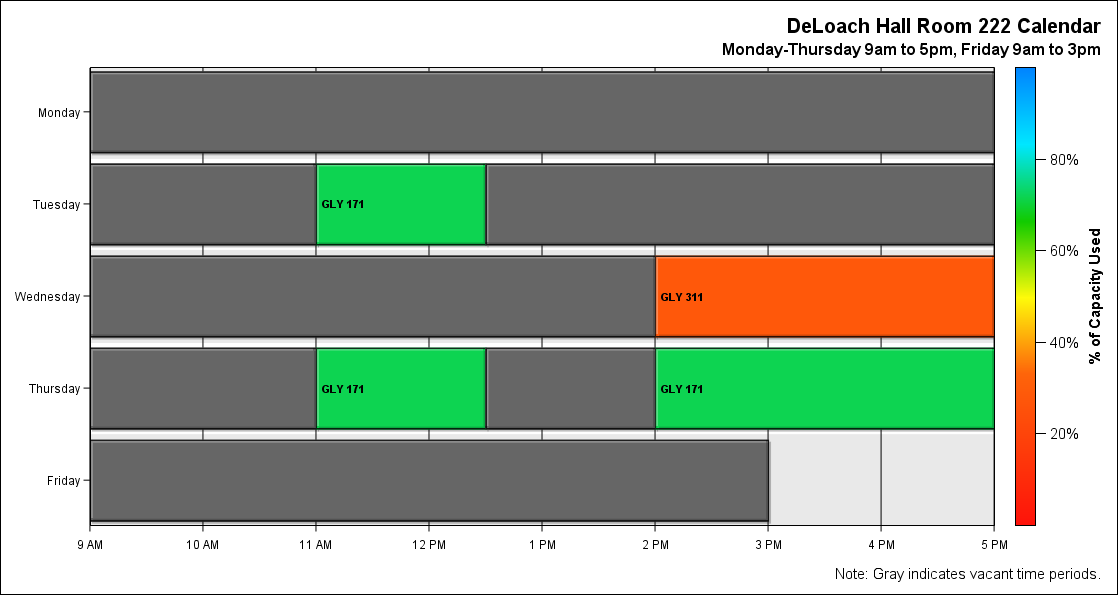 DeLoach Hall Room 222 Calendar
Monday-Thursday 9am to 5pm, Friday 9am to 3pm
Monday
Tuesday
GLY 171
Wednesday
GLY 311
Thursday
GLY 171
GLY 171
Friday
9 AM
10 AM
11 AM
12 PM
1 PM
2 PM
3 PM
4 PM
5 PM
80%
60%
40%
20%
% of Capacity Used
Note: Gray indicates vacant time periods.